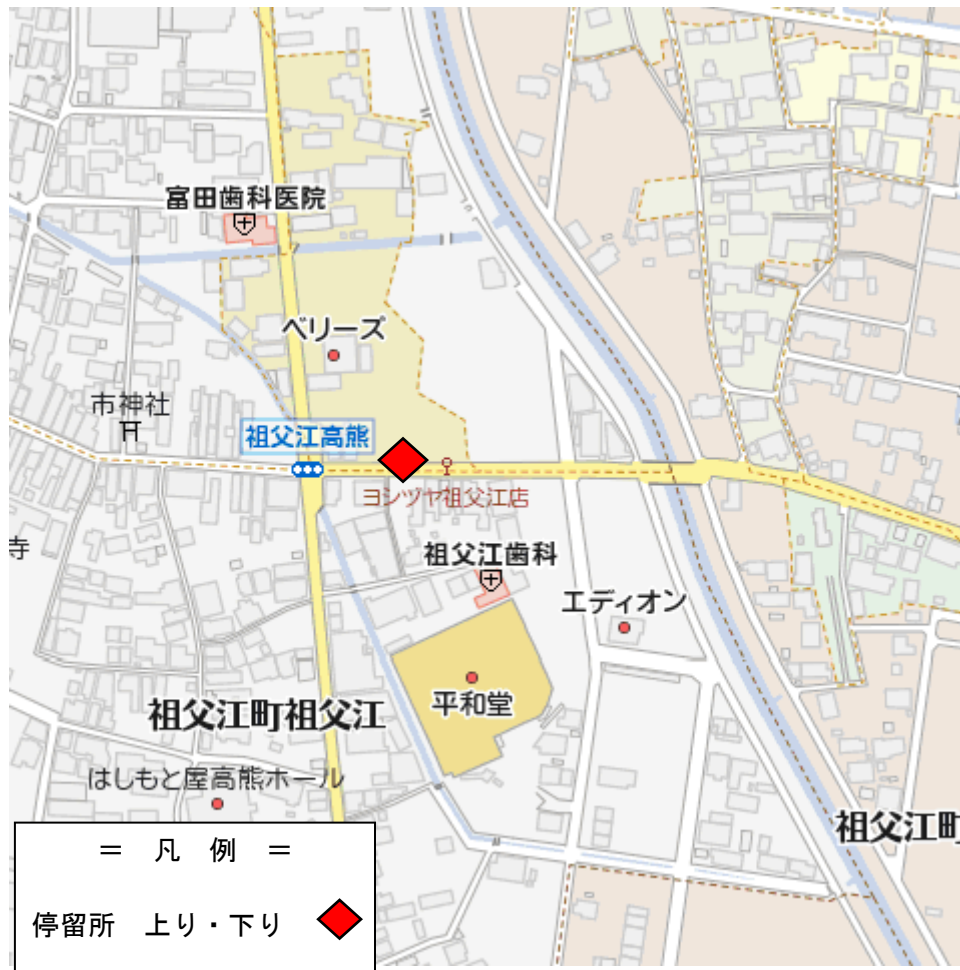 富田歯科医院
ベリーズ
市神社
祖父江高熊
ヨシヅヤ祖父江店
寺
祖父江歯科
エディオン
平和堂
祖父江町祖父江
はしもと屋高熊ホール
祖父江町
＝ 凡 例 ＝
停留所 上り・下り